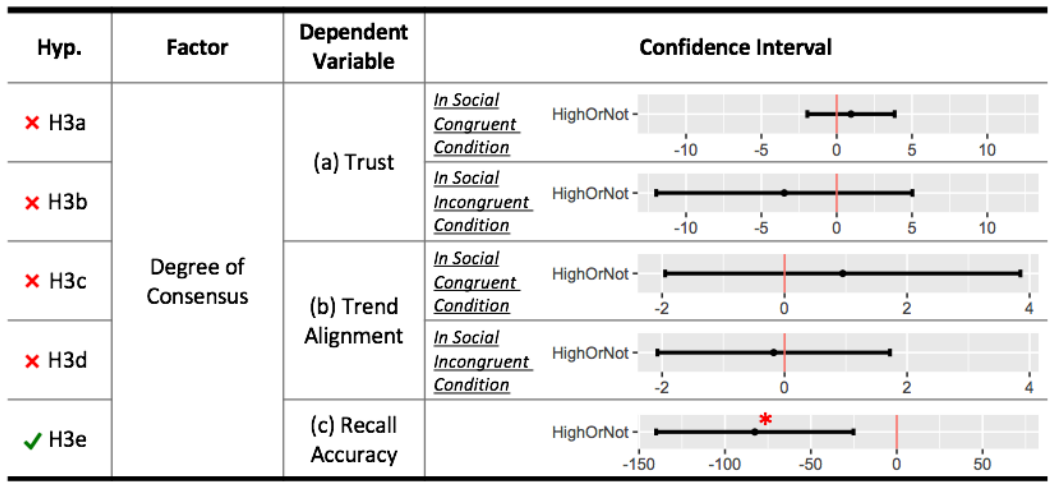 Hyp.
Factor
Dependent
Variable
Confidence Interval
H3a
Degree of
Consensus
(a) Trust
In Social
Congruent
Condition
HighOrNot
-10 -5 0 5 10
H3b
In Social
Incongruent
Condition
HighOrNot
-10 -5 0 5 10
H3c
(b) Trend
Alignment
In Social
Congruent
Condition
HighOrNot
-2 0 2 4
H3d
In Social
Incongruent
Condition
HighOrNot
-2 0 2 4
H3e
(c) Recall
Accuracy
HighOrNot
*
-150 -100 -50 0 50